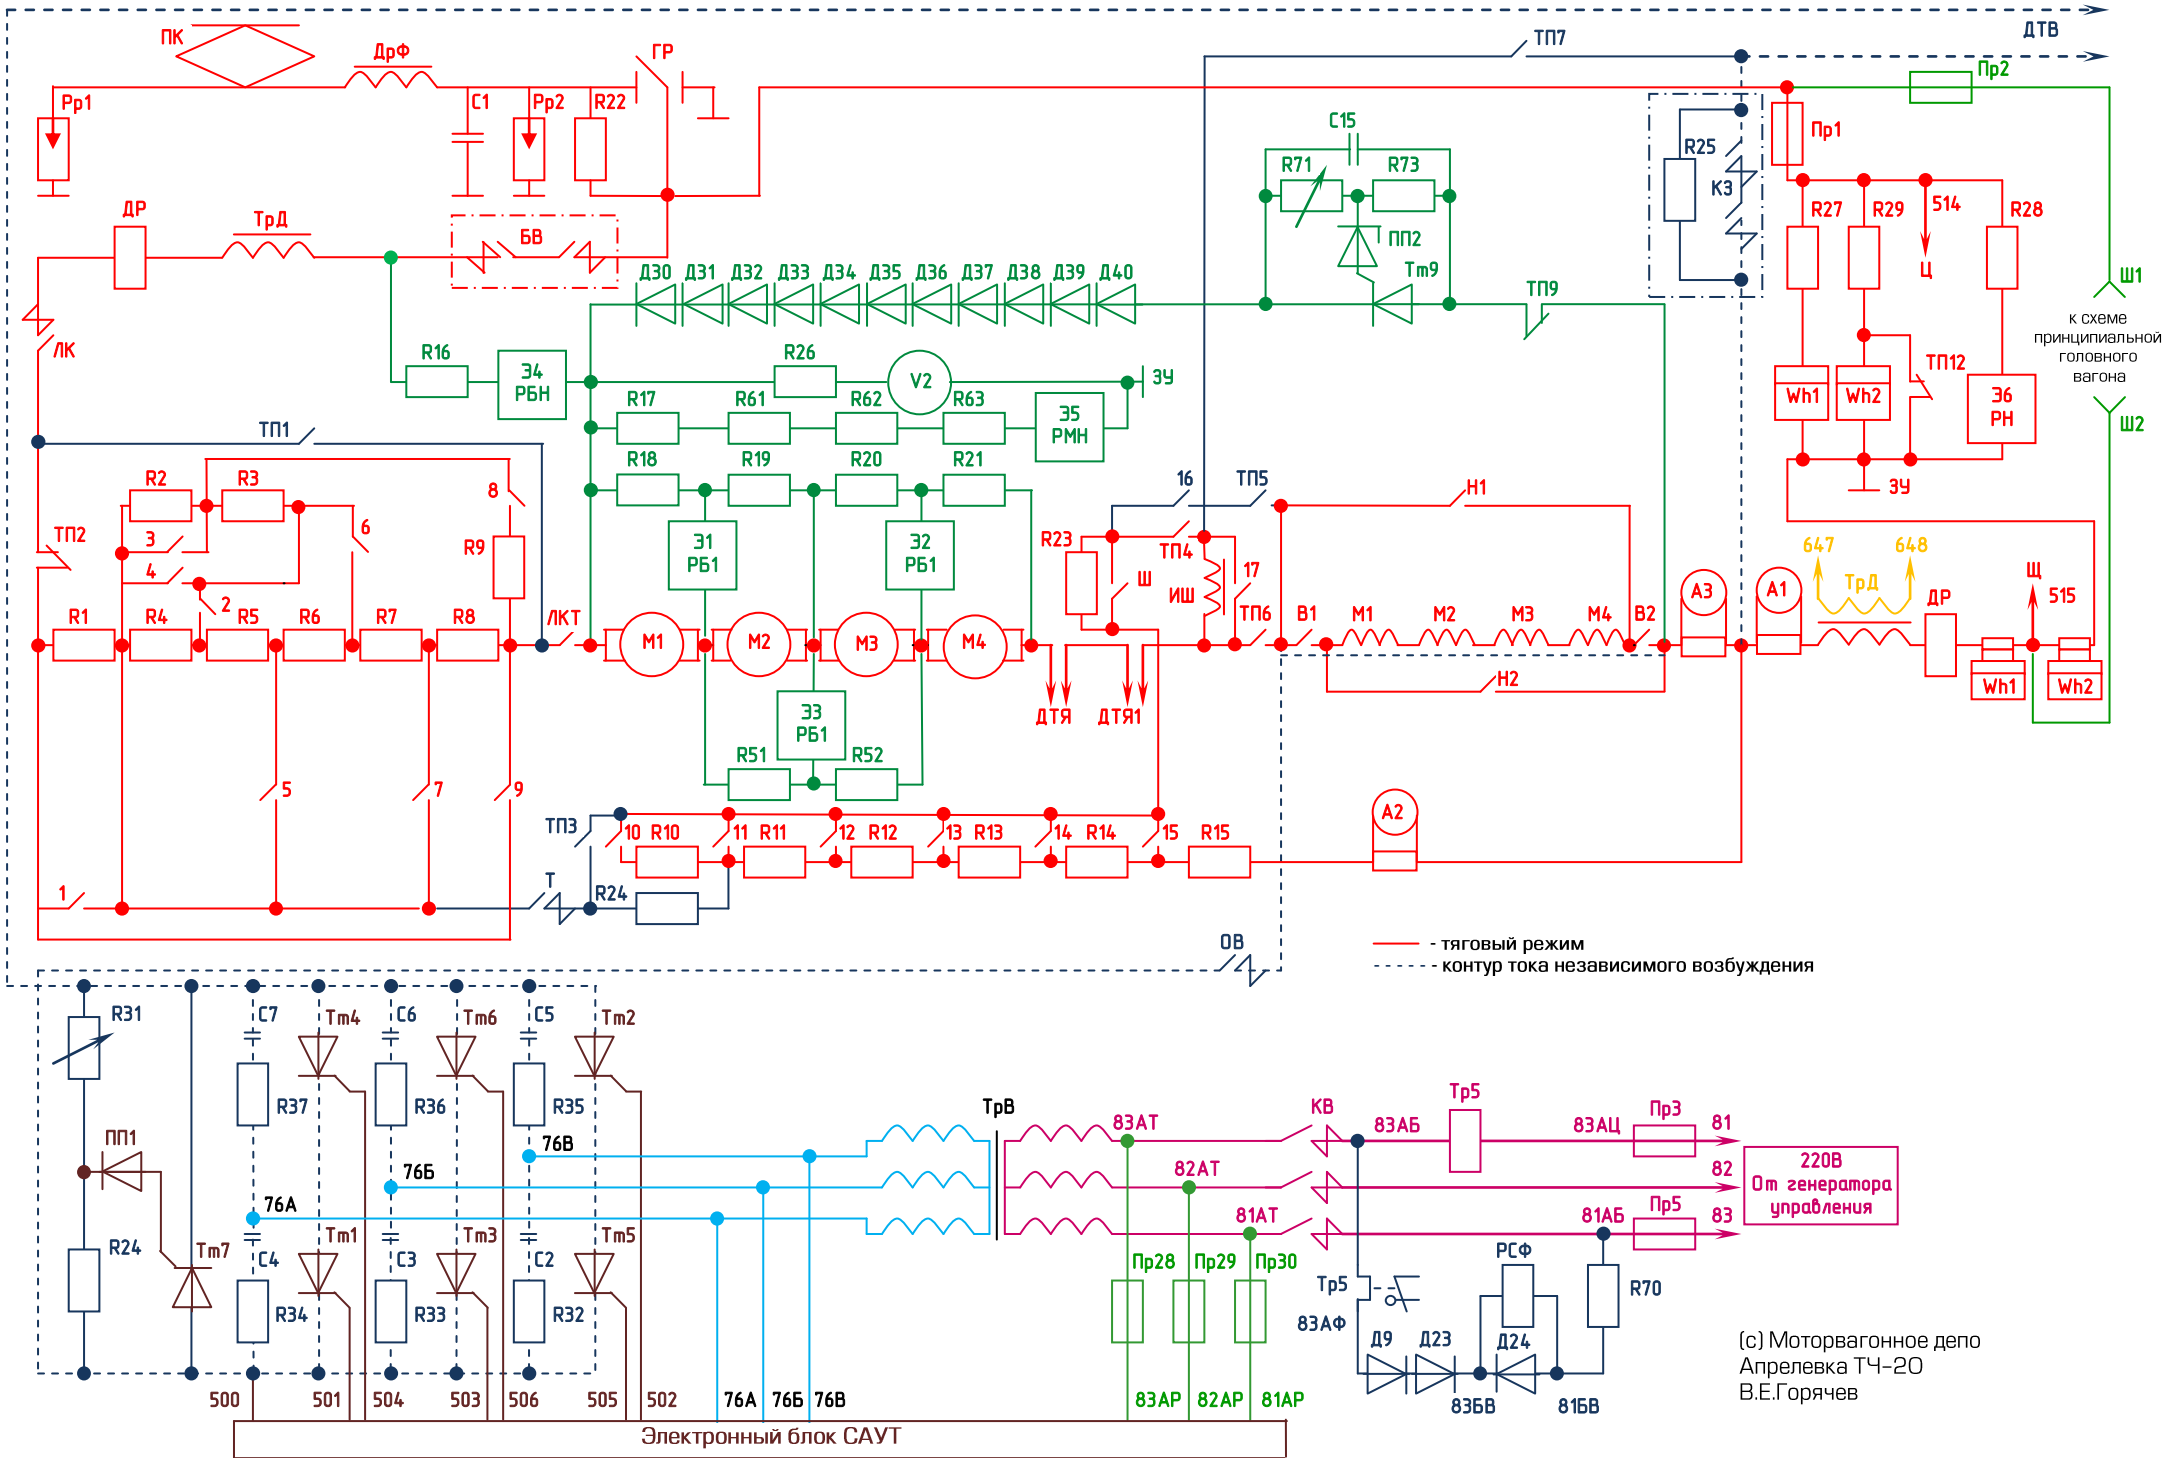 ДТВ
ПК
ДрФ
ГР
ТП7
Пр2
Рр1
С1
Рр2
R22
С15
Пр1
R71
R73
R25
КЗ
ДР
ТрД
БВ
ПП2
R27
R29
514
R28
Ц
Д30
Д31
Д32
Д33
Д34
Д35
Д36
Д37
Д38
Д39
Д40
Тт9
ТП9
Ш1
к схеме
принципиальной
головного
вагона
ЛК
R16
Э4
РБН
R26
V2
ЗУ
ТП12
Wh1
Wh2
Э6
РН
Ш2
R17
R61
R62
R63
Э5
РМН
ТП1
R18
R19
R20
R21
R2
R3
8
16
ТП5
Н1
ЗУ
ТП2
3
6
R9
Э1
РБ1
Э2
РБ1
R23
ТП4
647
648
4
Ш
17
ИШ
А3
А1
ТрД
Щ
515
ДР
2
R1
R4
R5
R6
R7
R8
ЛКТ
М1
М2
М3
М4
ТП6
В1
М1
М2
М3
М4
В2
Н2
Wh1
Wh2
ДТЯ
ДТЯ1
Э3
РБ1
R51
R52
5
7
9
ТП3
10
R10
11
R11
12
R12
13
R13
14
R14
15
R15
А2
1
Т
R24
ОВ
- тяговый режим
- контур тока независимого возбуждения
R31
С7
Тт4
С6
Тт6
С5
Тт2
R37
R36
R35
ПП1
76А
76Б
76В
ТрВ
83АТ
КВ
83АБ
Тр5
83АЦ
Пр3
81
82АТ
82
220В
От генератора
управления
81АТ
81АБ
Пр5
83
R24
Тт7
С4
Тт1
С3
Тт3
С2
Тт5
R34
R33
R32
Пр28
Пр29
Пр30
Тр5
РСФ
R70
83АФ
Д9
Д23
Д24
83БВ
81БВ
(с) Моторвагонное депо
Апрелевка ТЧ-20
В.Е.Горячев
500
501
504
503
506
505
502
76А
76Б
76В
83АР
82АР
81АР
Электронный блок САУТ